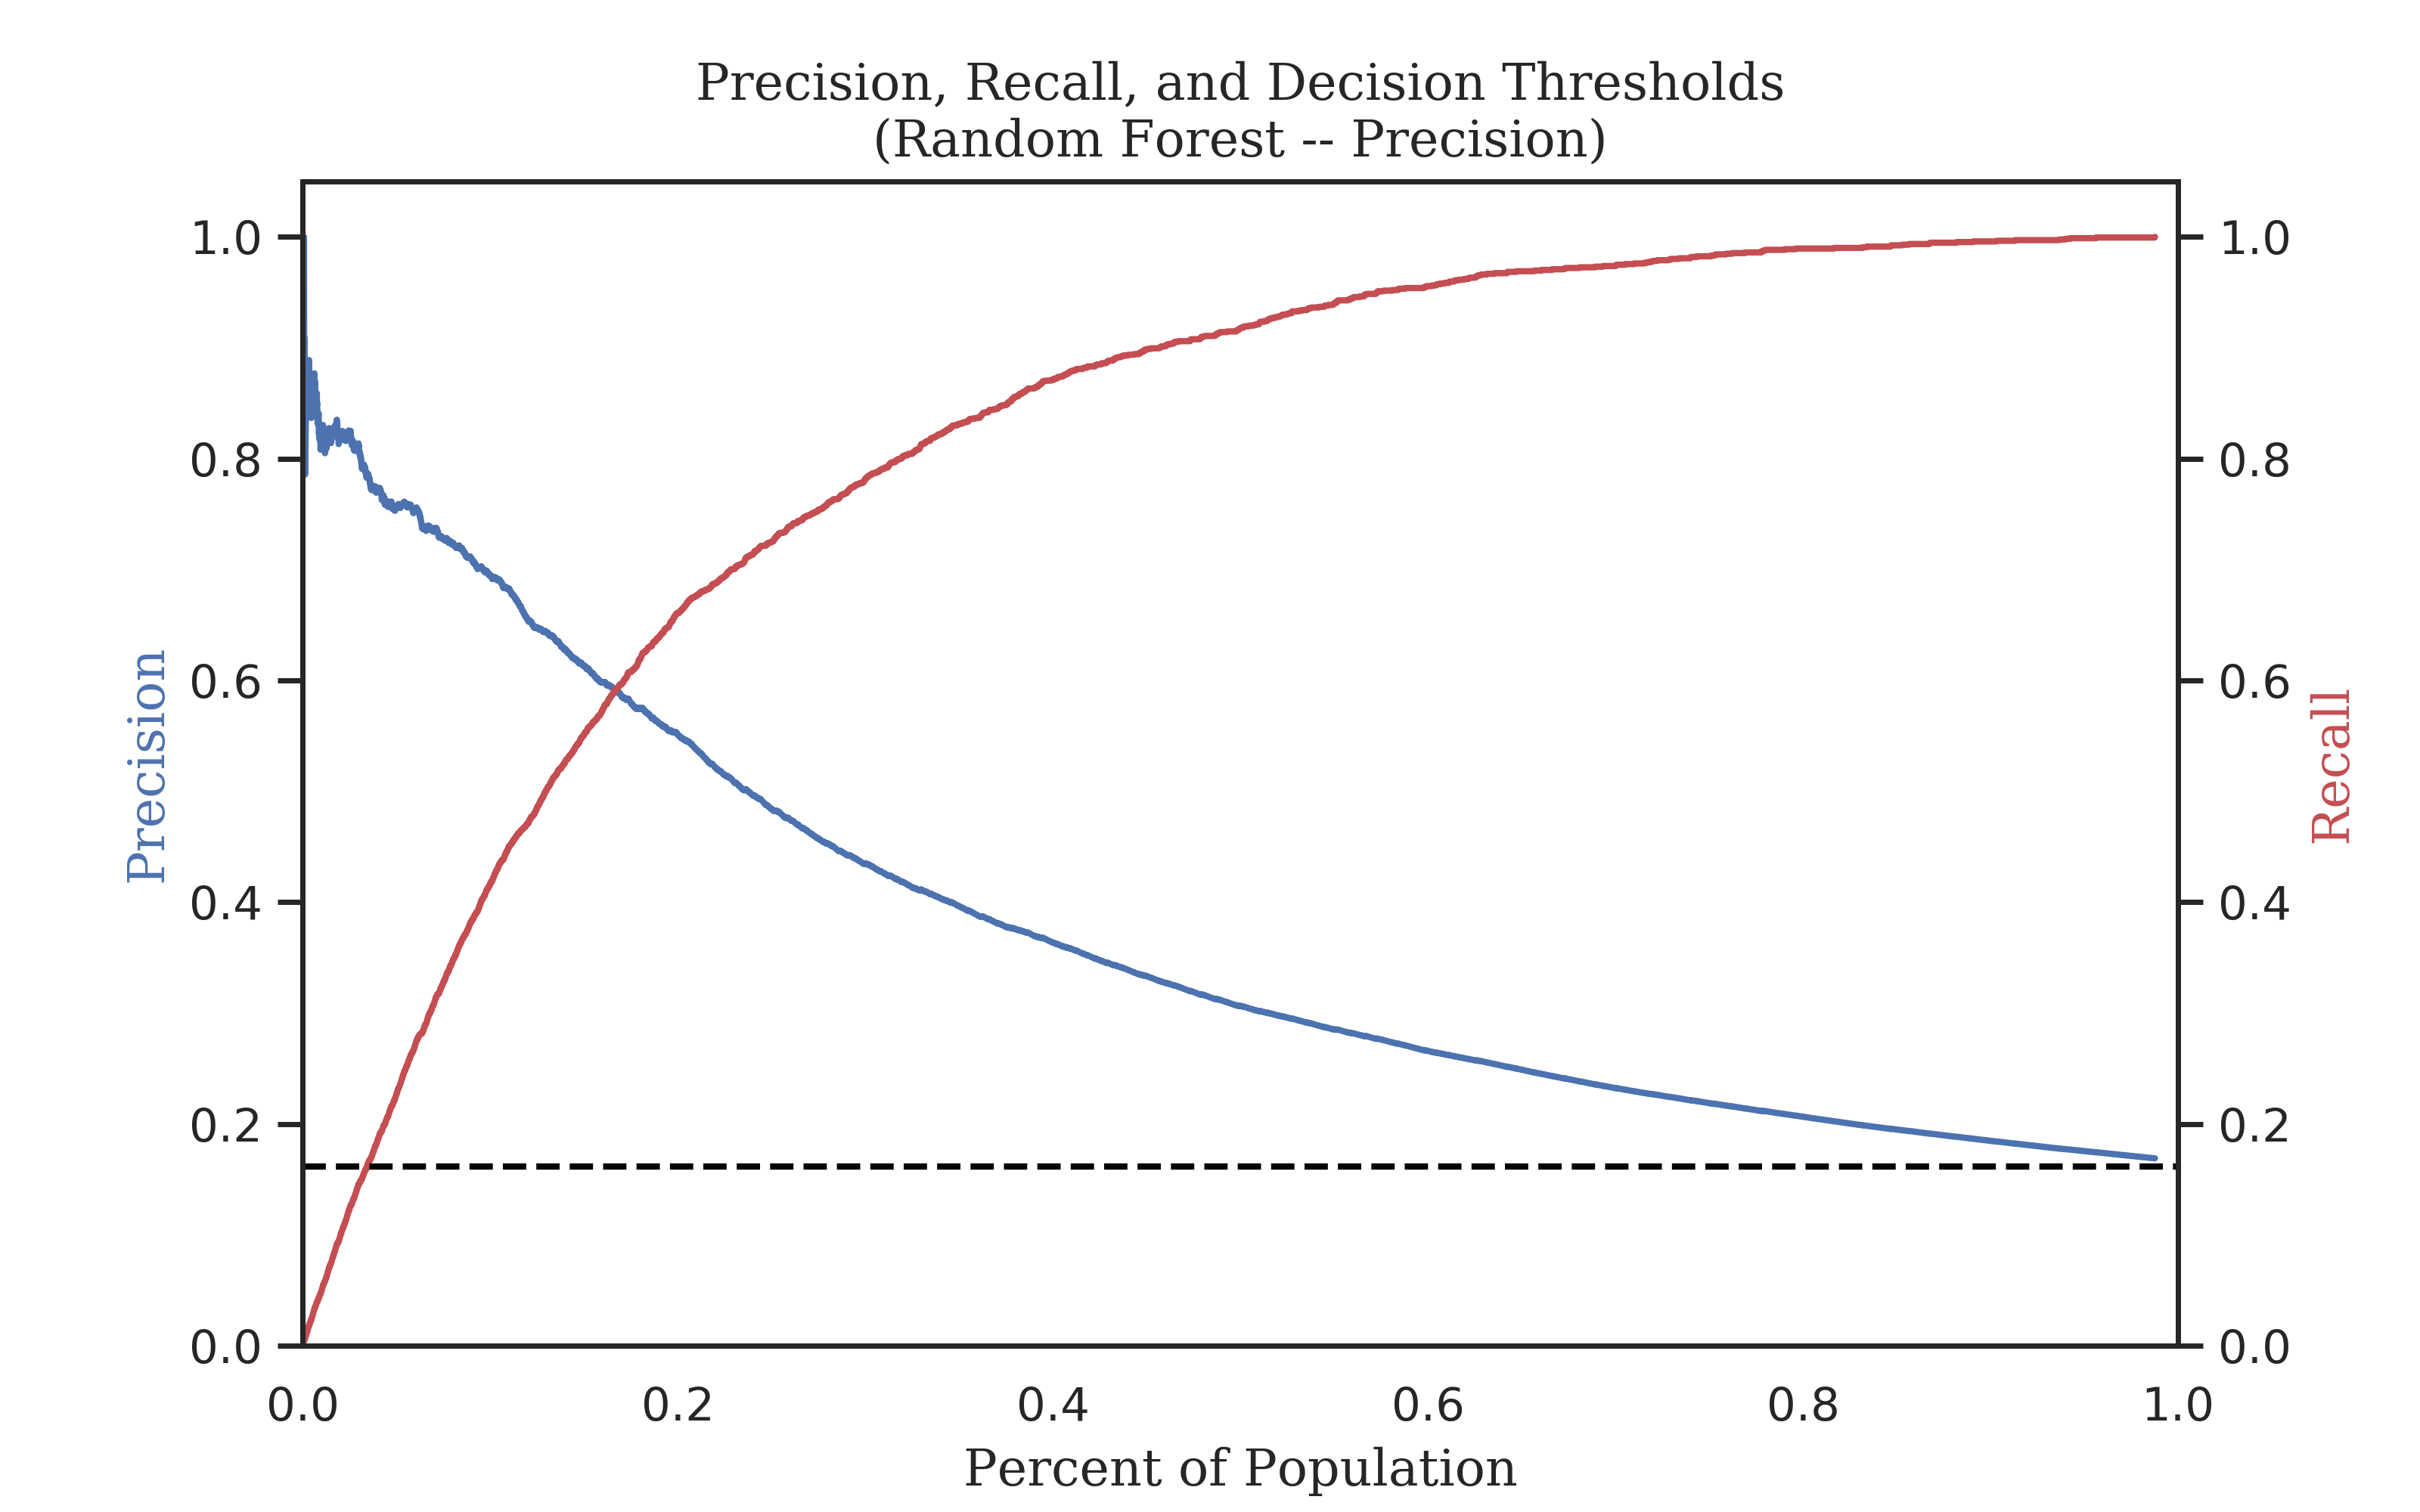 Precision, Recall, and Decision Thresholds
(Random Forest -- Precision)
1.0
0.8
0.6
0.4
0.2
0.0
Precision
1.0
0.8
0.6
0.4
0.2
0.0
Recall
0.0 0.2 0.4 0.6 0.8 1.0
Percent of Population